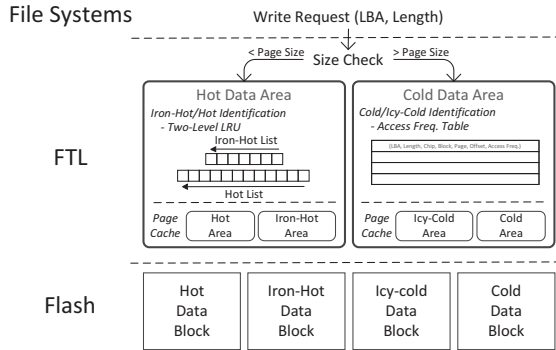 File Systems
Write Request (LBA, Length)
< Page Size
Size Check
> Page Size
FTL
Hot Data Area
Iron-Hot/Hot Identification
- Two-Level LRU
Iron-Hot List
Hot List
Page
Cache
Hot
Area
Iron-Hot
Area
Cold Data Area
Cold/Icy-Cold Identification
- Access Freq. Table
(LBA, Length, Chip, Block, Page, Offset, Access Freq.)
Page
Cache
Icy-Cold
Area
Cold
Area
Flash
Hot
Data
Block
Iron-Hot
Data
Block
Icy-cold
Data
Block
Cold
Data
Block